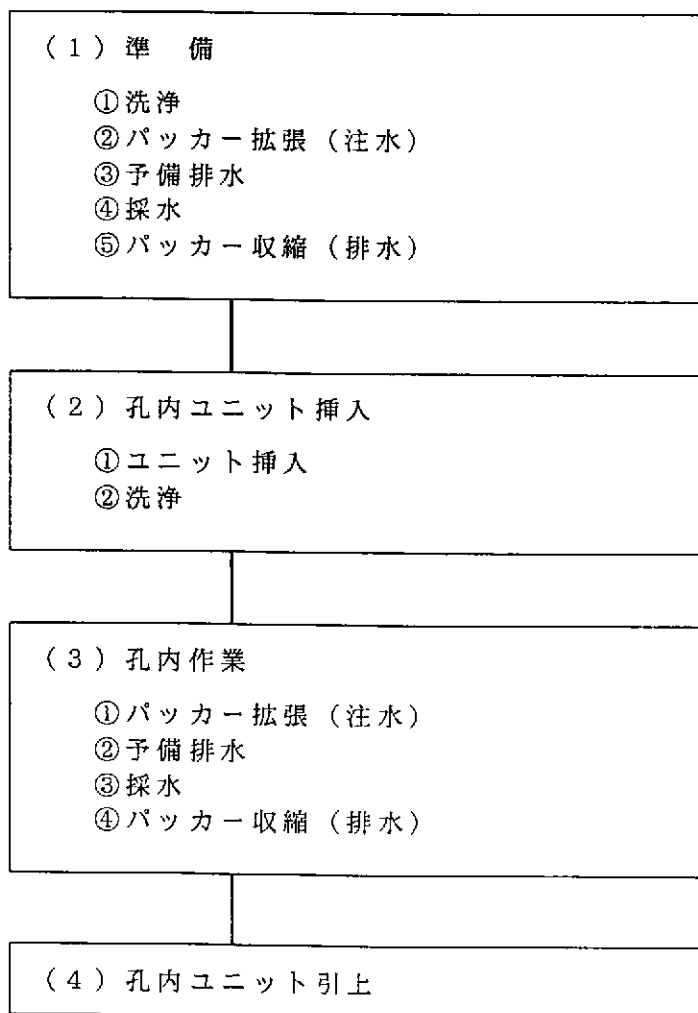 (1)準 備
①洗浄
②パッカー拡張(注水)
③予備排水
④採水
⑤パッカー収縮(排水)
(2)孔内ユニット挿入
①ユニット挿入
②洗浄
(3)孔内作業
①パッカー拡張(注水)
②予備排水
③採水
④パッカー収縮(排水)
(4)孔内ユニット引上